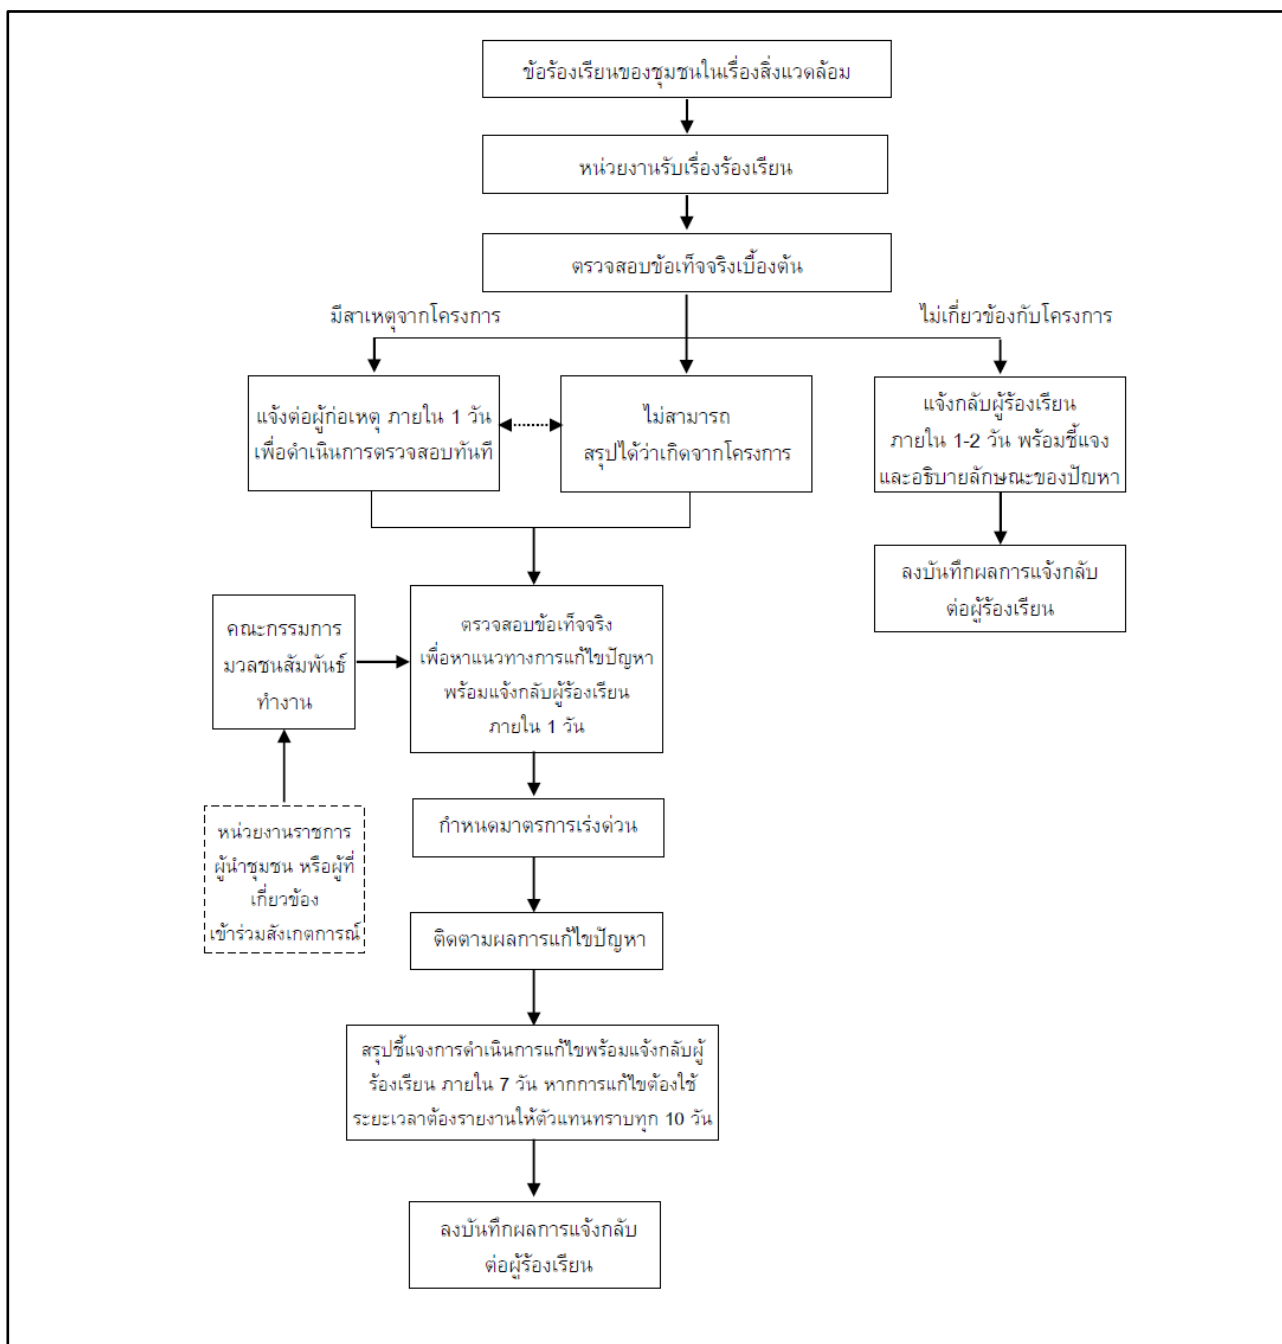 ข้อร้องเรียนของชุมชนในเรื่องสิ่งแวดล้อม
หน่วยงานรับเรื่องร้องเรียน
ตรวจสอบข้อเท็จจริงเบื้องต้น
มีสาเหตุจากโครงการ
ไม่เกี่ยวข้องกับโครงการ
แจ้งต่อผู้ก่อเหตุ ภายใน 1 วัน
เพื่อดำเนินการตรวจสอบทันที
ไม่สามารถ
สรุปได้ว่าเกิดจากโครงการ
แจ้งกลับผู้ร้องเรียน
ภายใน 1-2 วัน พร้อมชี้แจง
และอธิบายลักษณะของปัญหา
ลงบันทึกผลการแจ้งกลับ
ต่อผู้ร้องเรียน
คณะกรรมการ
มวลชนสัมพันธ์
ทำงาน
ตรวจสอบข้อเท็จจริง
เพื่อหาแนวทางการแก้ไขปัญหา
พร้อมแจ้งกลับผู้ร้องเรียน
ภายใน 1 วัน
หน่วยงานราชการ
ผู้นำชุมชน หรือผู้ที่
เกี่ยวข้อง
เข้าร่วมสังเกตการณ์
กำหนดมาตรการเร่งด่วน
ติดตามผลการแก้ไขปัญหา
สรุปชี้แจงการดำเนินการแก้ไขพร้อมแจ้งกลับผู้
ร้องเรียน ภายใน 7 วัน หากการแก้ไขต้องใช้
ระยะเวลาต้องรายงานให้ตัวแทนทราบทุก 10 วัน
ลงบันทึกผลการแจ้งกลับ
ต่อผู้ร้องเรียน